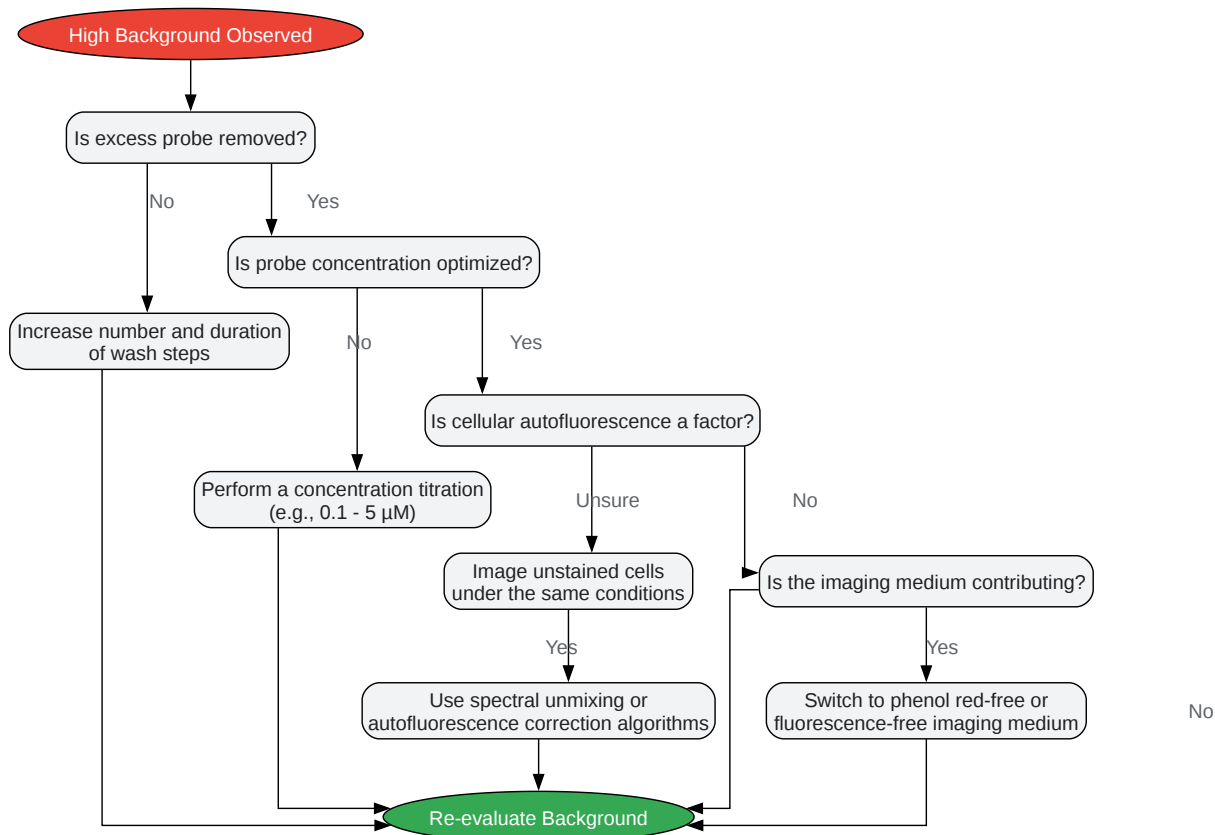 High Background Observed
Is excess probe removed?
No
Yes
Is probe concentration optimized?
Increase number and duration
of wash steps
No
Yes
Is cellular autofluorescence a factor?
Perform a concentration titration
(e.g., 0.1 - 5 µM)
Unsure
No
Image unstained cells
under the same conditions
Is the imaging medium contributing?
Yes
Yes
Use spectral unmixing or
autofluorescence correction algorithms
Switch to phenol red-free or
fluorescence-free imaging medium
No
Re-evaluate Background